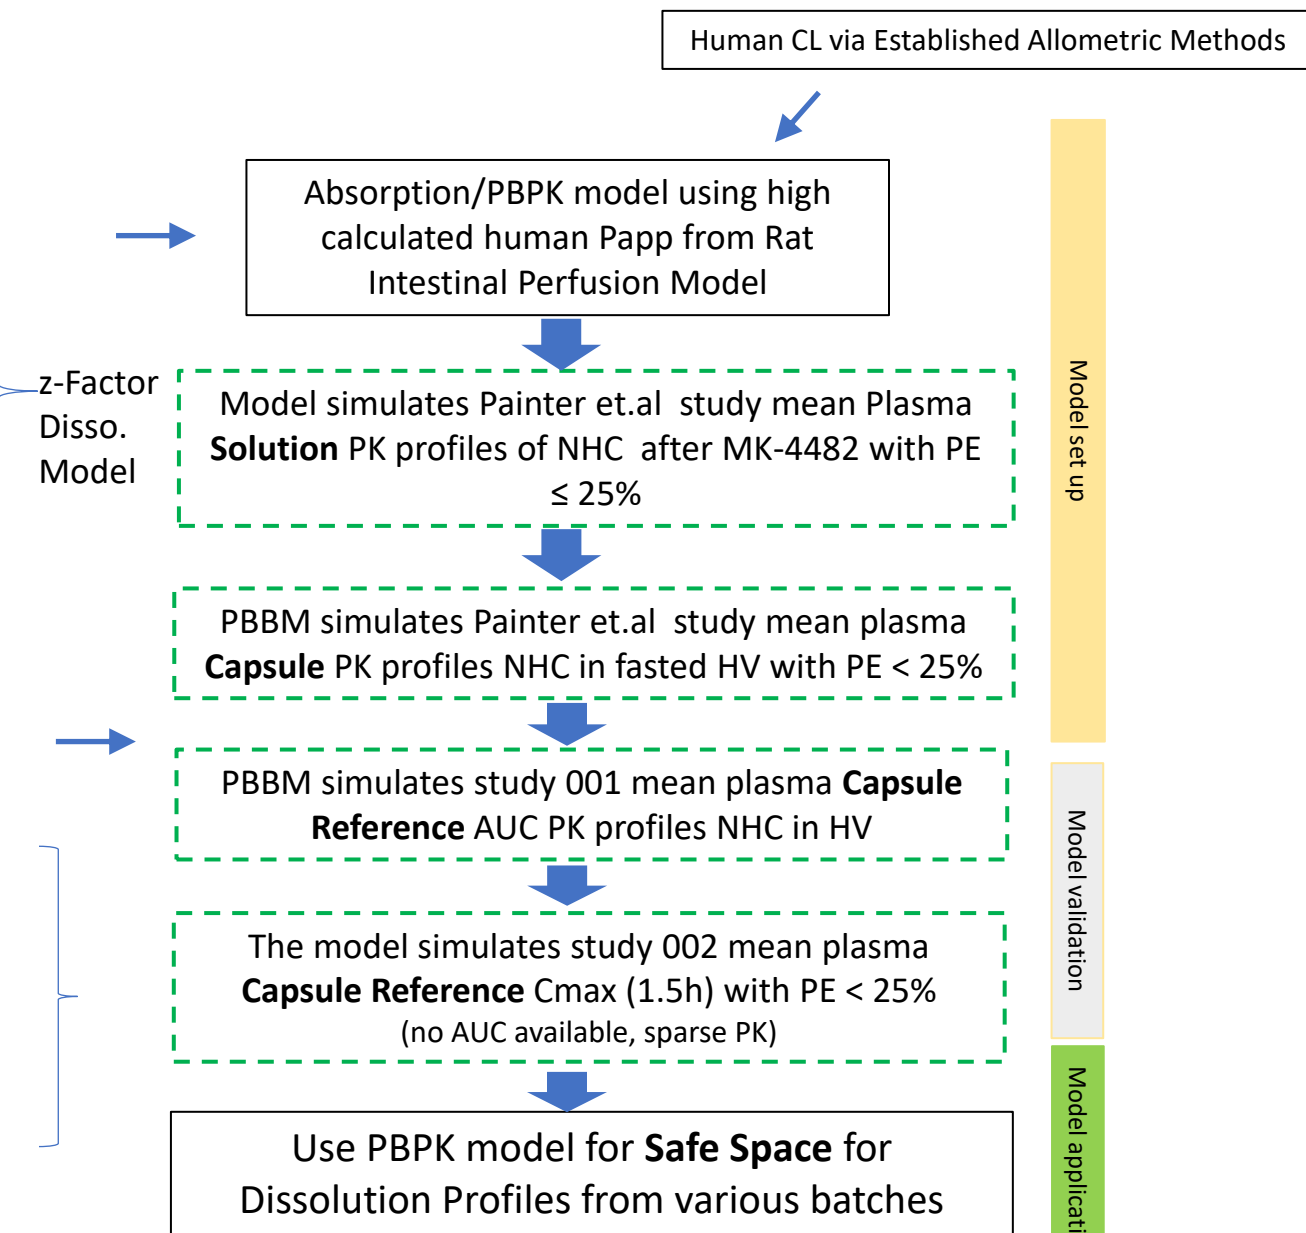 Human CL via Established Allometric Methods
Absorption/PBPK model using high
calculated human Papp from Rat
Intestinal Perfusion Model
z-Factor
Disso.
Model
Model simulates Painter et.al study mean Plasma
Solution PK profiles of NHC after MK-4482 with PE
≤ 25%
PBBM simulates Painter et.al study mean plasma
Capsule PK profiles NHC in fasted HV with PE < 25%
PBBM simulates study 001 mean plasma Capsule
Reference AUC PK profiles NHC in HV
The model simulates study 002 mean plasma
Capsule Reference Cmax (1.5h) with PE < 25%
(no AUC available, sparse PK)
Use PBPK model for Safe Space for
Dissolution Profiles from various batches
Model set up
Model validation
Model applicati